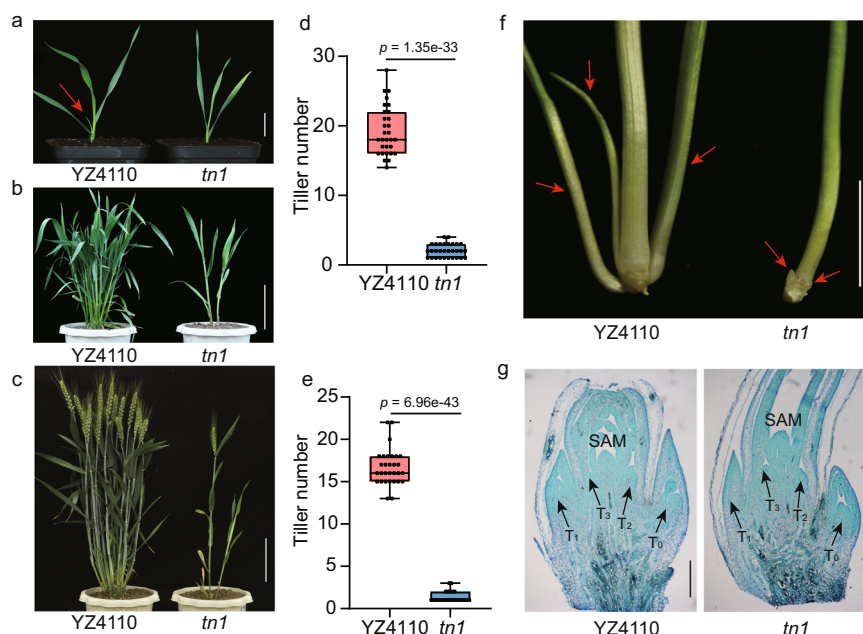 a
YZ4110 tn1
b
YZ4110 tn1
c
YZ4110 tn1
d
p = 1.35e-33
Tiller number
30
20
10
0
YZ4110 tn1
e
p = 6.96e-43
Tiller number
25
20
15
10
5
0
YZ4110 tn1
f
YZ4110 tn1
g
SAM
T3
T2
T1
T0
YZ4110
SAM
T3
T2
T1
T0
tn1